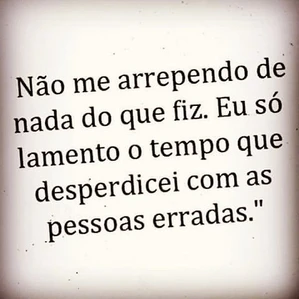 Não me arrependo de
nada do que fiz. Eu só
lamento o tempo que
desperdicei com as
pessoas erradas."